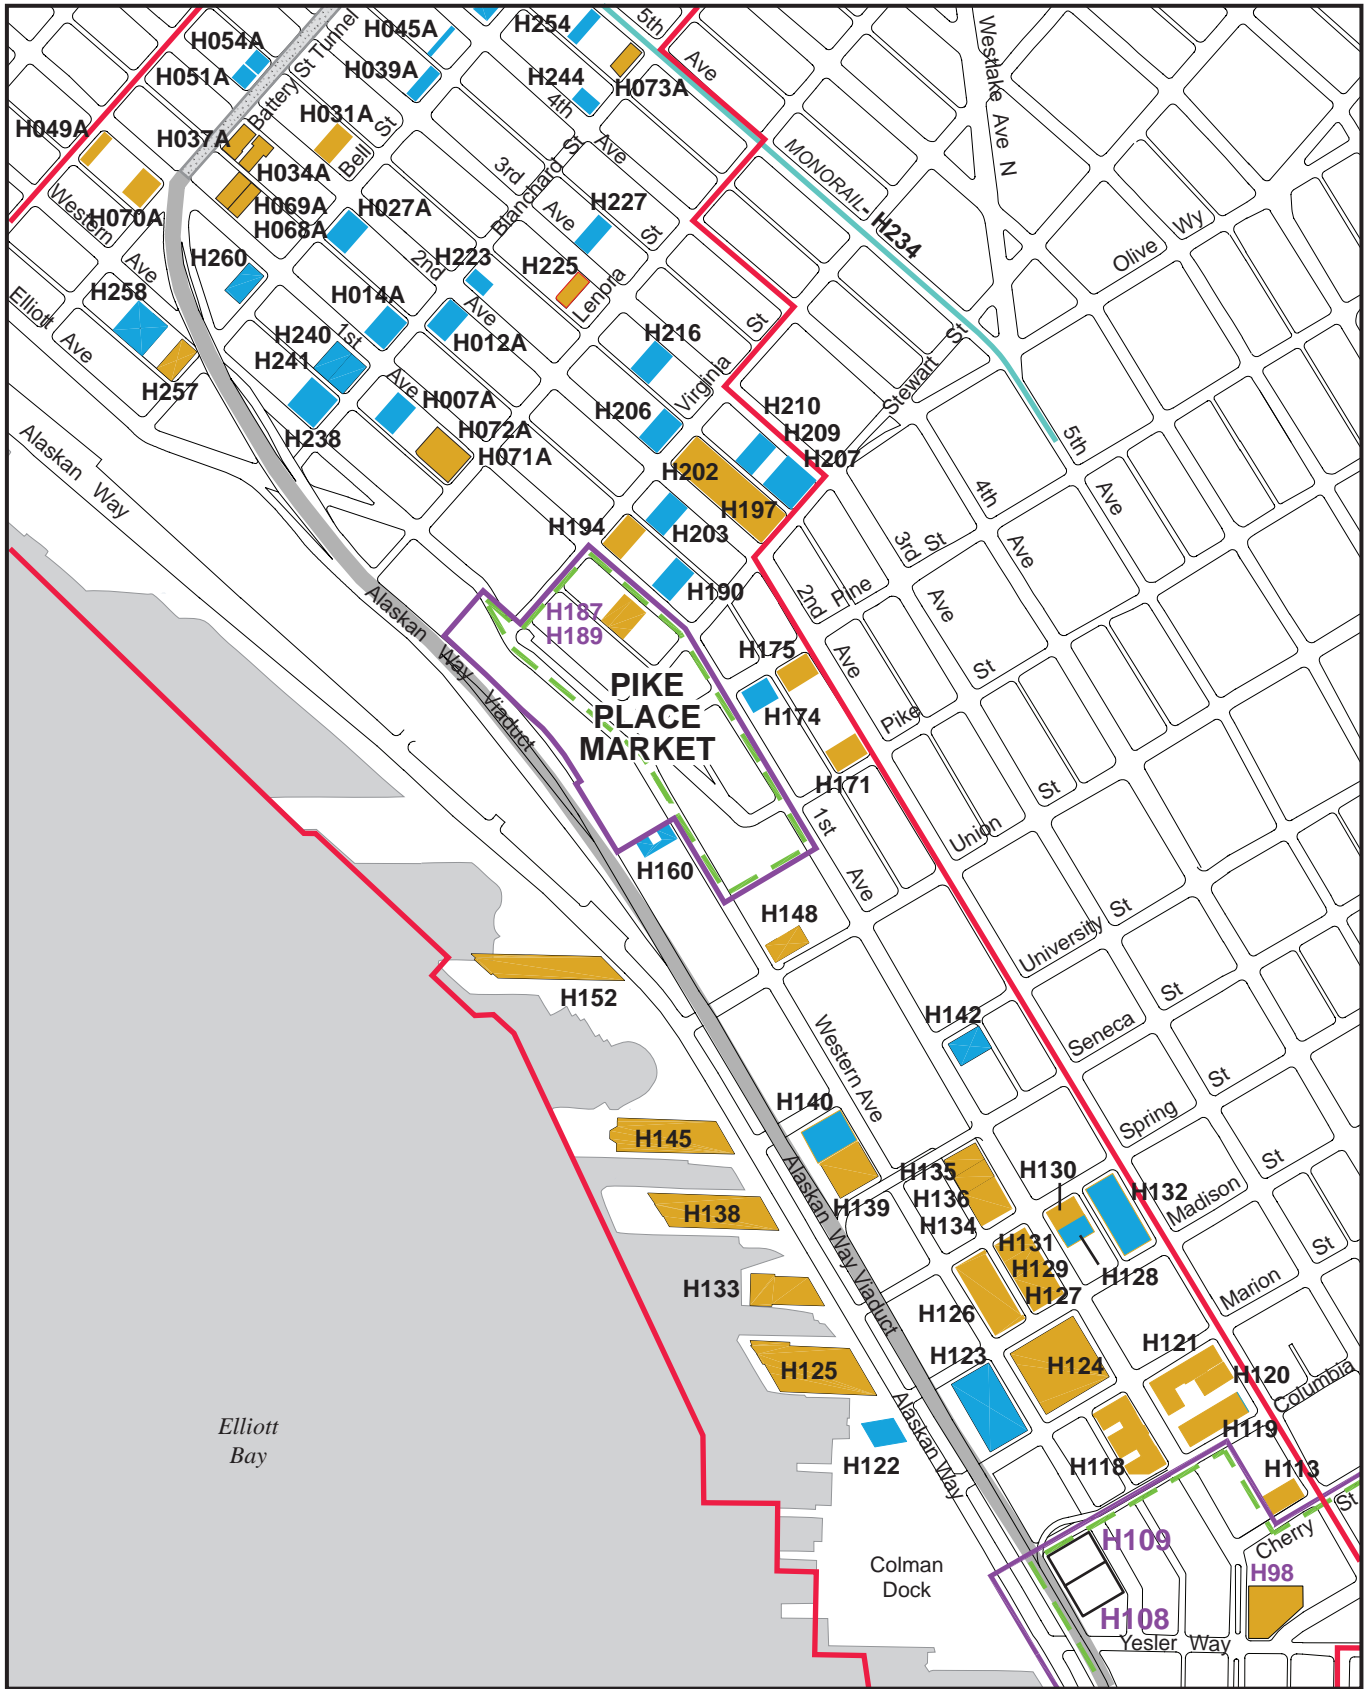 H054A
H051A
H045A
H039A
H254
H244
H073A
5th
Ave
Battery St Tunnel
H049A
H037A
H031A
Bell St
H034A
H069A
H068A
H070A
Western
Ave
H027A
4th
Ave
3rd
Ave
Blanchard St
H227
St
Westlake Ave N
MONORAIL- H234
Olive Wy
H260
H258
Elliott
Ave
H257
2nd
Ave
H223
H225
Lenora
H014A
H012A
H240
H241
1st
Ave
H238
H007A
H072A
H071A
H216
Virginia
St
H206
H210
H209
H207
H202
H197
Stewart
St
5th
Ave
4th
Ave
3rd
St
Ave
2nd
Pine
Ave
St
Alaskan Way
H194
H203
H190
H187
H189
Alaskan
Way
Viaduct
PIKE
PLACE
MARKET
H175
H174
H171
Pike
St
H160
1st
Ave
Union
H148
H152
University St
Western Ave
H142
Seneca
St
H140
H139
H145
H138
H133
H125
Spring
St
H135
H136
H134
H130
H132
H131
H129
H127
H128
Madison
St
Alaskan Way Viaduct
H126
H123
H124
Marion
St
H121
H120
H119
Columbia
H118
H113
Cherry
St
H122
Alaskan Way
Elliott
Bay
Colman
Dock
H109
H108
H98
Yesler Way